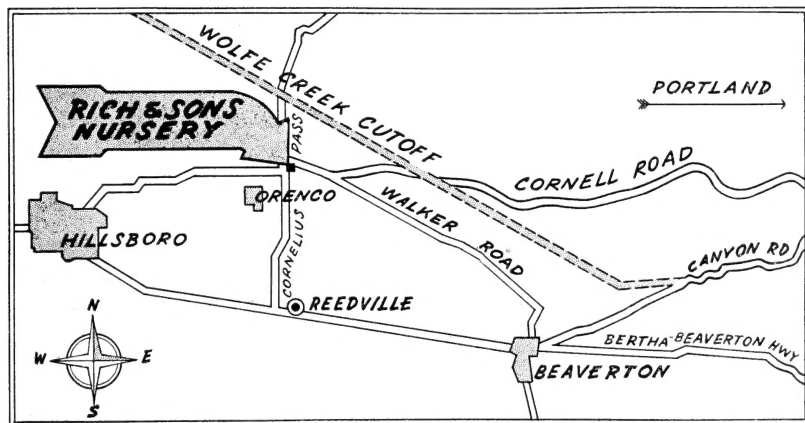 WOLFE CREEK CUTOFF
PORTLAND
RICH & SONS
NURSERY
PASS
CORNELL ROAD
ORENCO
WALKER ROAD
HILLSBORO
CORNELIUS
CANYON RD
REEDVILLE
N
W E
S
BERTHA-BEAVERTON HWY
BEAVERTON